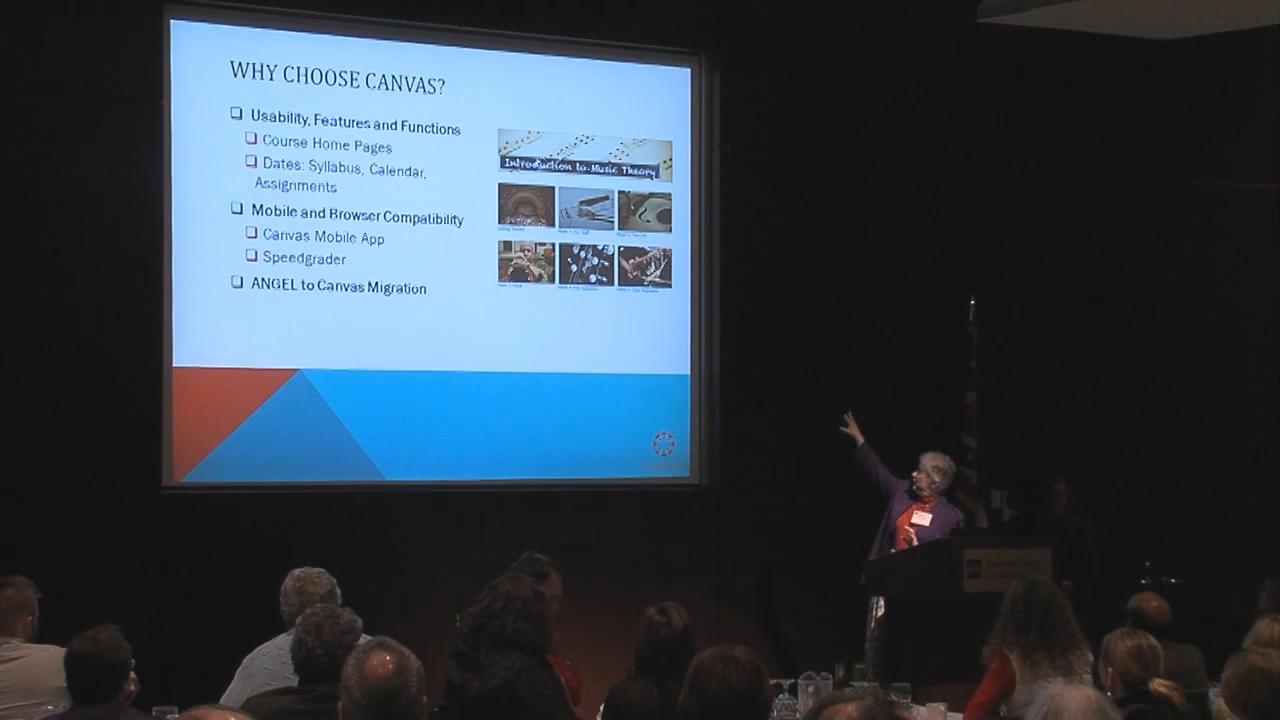 WHY CHOOSE CANVAS?
Usability, Features and Functions
Course Home Pages
Dates: Syllabus, Calendar,
Assignments
Mobile and Browser Compatibility
Canvas Mobile App
Speedgrader
ANGEL to Canvas Migration
Introduction to Music Theory